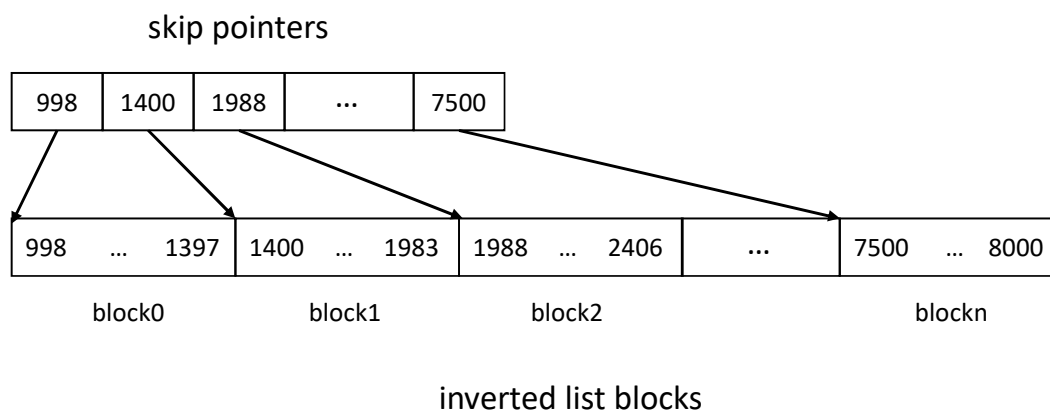 skip pointers
998 1400 1988 ... 7500
998 ... 1397 1400 ... 1983 1988 ... 2406 ... 7500 ... 8000
block0 block1 block2 blockn
inverted list blocks